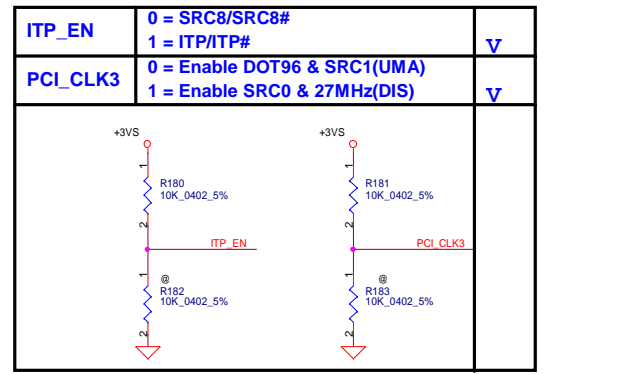 ITP_EN
0 = SRC8/SRC8#
1 = ITP/ITP#
V
PCI_CLK3
0 = Enable DOT96 & SRC1(UMA)
1 = Enable SRC0 & 27MHz(DIS)
V
+3VS
+3VS
1
R180
10K_0402_5%
2
1
R181
10K_0402_5%
2
ITP_EN
PCI_CLK3
1
@
R182
10K_0402_5%
2
1
@
R183
10K_0402_5%
2